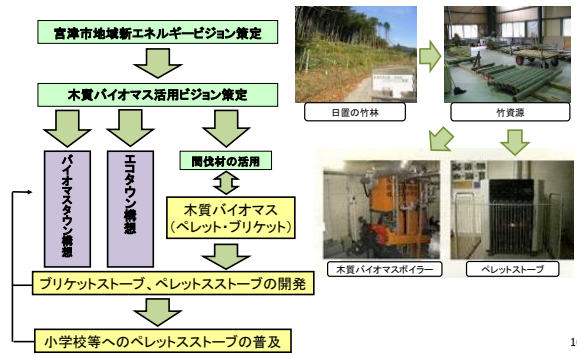 宮津市地域新エネルギービジョン策定
木質バイオマス活用ビジョン策定
バイオマスタウン構想
エコタウン構想
間伐材の活用
木質バイオマス
（ペレット・ブリケット）
ブリケットストーブ、ペレットスストーブの開発
小学校等へのペレットスストーブの普及
日置の竹林
竹資源
木質バイオマスボイラー
ペレットストーブ